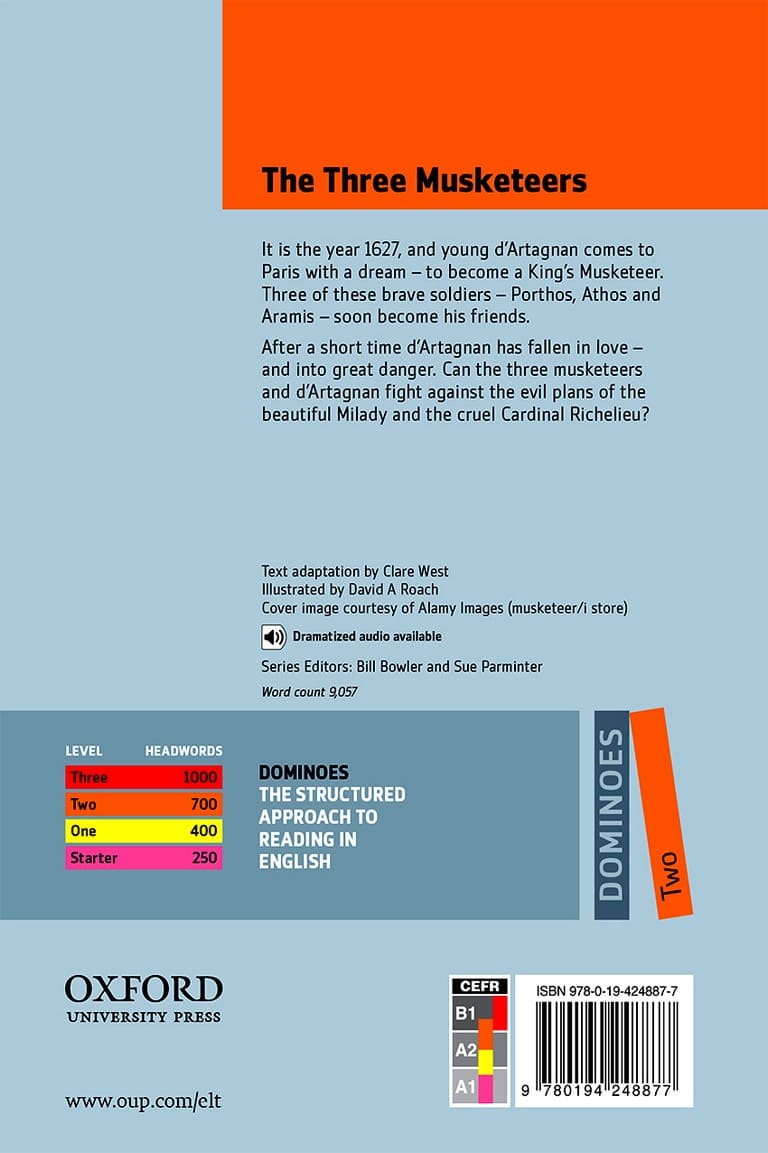 The Three Musketeers
It is the year 1627, and young d'Artagnan comes to
Paris with a dream – to become a King's Musketeer.
Three of these brave soldiers – Porthos, Athos and
Aramis – soon become his friends.
After a short time d'Artagnan has fallen in love –
and into great danger. Can the three musketeers
and d'Artagnan fight against the evil plans of the
beautiful Milady and the cruel Cardinal Richelieu?
Text adaptation by Clare West
Illustrated by David A Roach
Cover image courtesy of Alamy Images (musketeer/i store)
Dramatized audio available
Series Editors: Bill Bowler and Sue Parminter
Word count 9,057
LEVEL HEADWORDS
Three 1000
Two 700
One 400
Starter 250
DOMINOES
THE STRUCTURED
APPROACH TO
READING IN
ENGLISH
DOMINOES
Two
OXFORD
UNIVERSITY PRESS
www.oup.com/elt
CEFR
B1
A2
A1
ISBN 978-0-19-424887-7
9 780194 248877